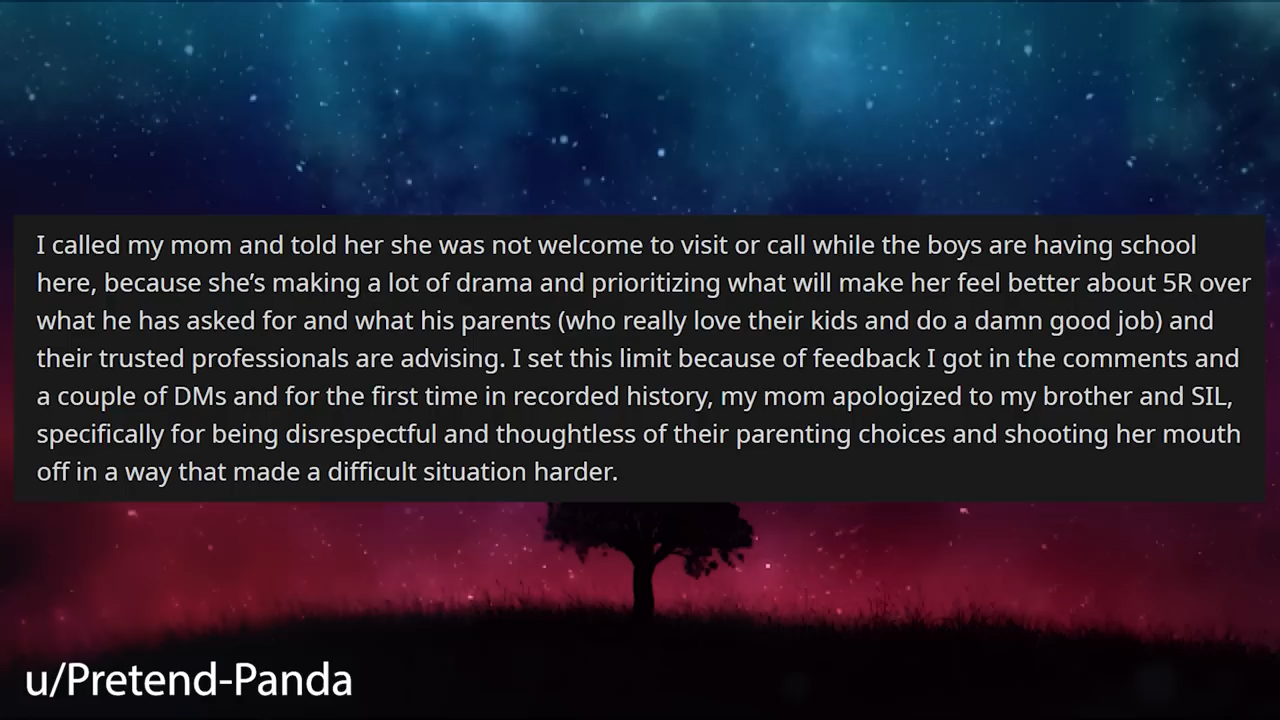 I called my mom and told her she was not welcome to visit or call while the boys are having school
here, because she’s making a lot of drama and prioritizing what will make her feel better about 5R over
what he has asked for and what his parents (who really love their kids and do a damn good job) and
their trusted professionals are advising. I set this limit because of feedback I got in the comments and
a couple of DMs and for the first time in recorded history, my mom apologized to my brother and SIL,
specifically for being disrespectful and thoughtless of their parenting choices and shooting her mouth
off in a way that made a difficult situation harder.
u/Pretend-Panda